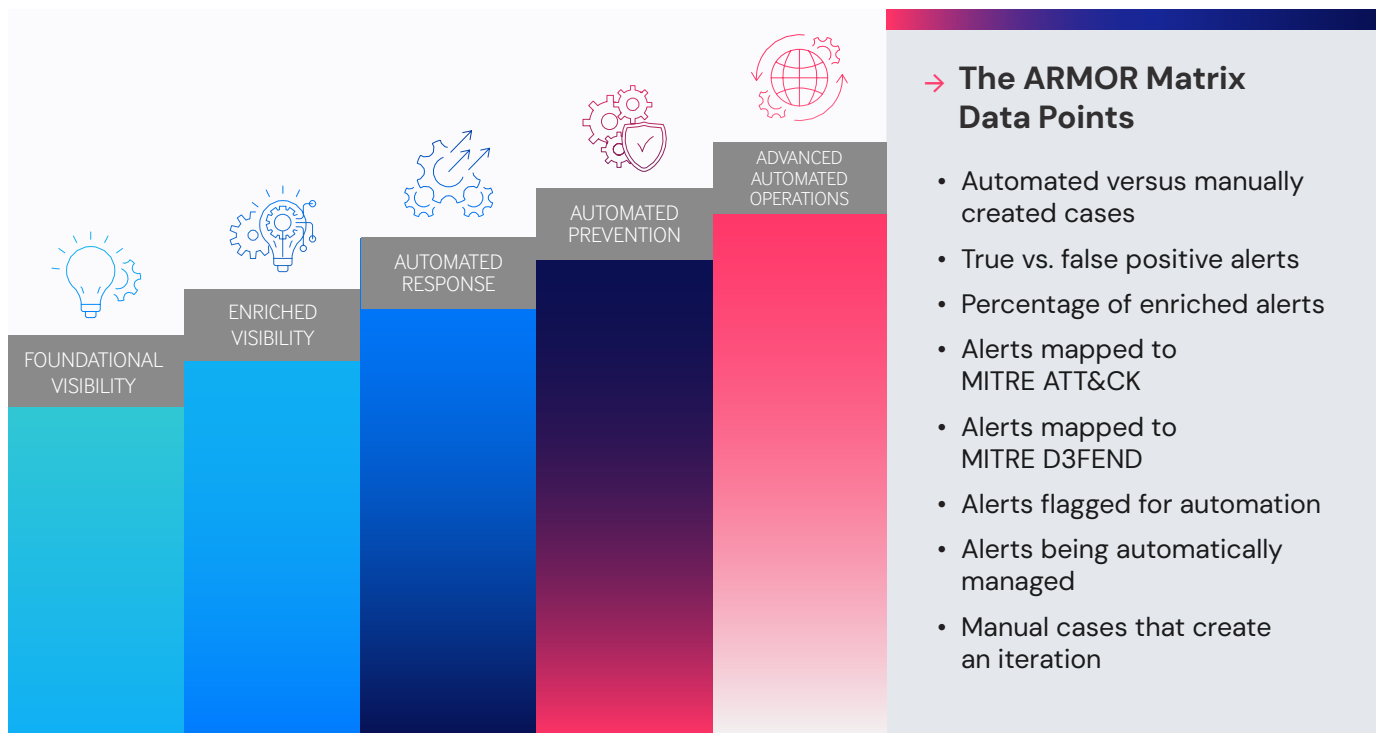 FOUNDATIONAL
VISIBILITY
ENRICHED
VISIBILITY
AUTOMATED
RESPONSE
AUTOMATED
PREVENTION
ADVANCED
AUTOMATED
OPERATIONS
→ The ARMOR Matrix
Data Points
• Automated versus manually
created cases
• True vs. false positive alerts
• Percentage of enriched alerts
• Alerts mapped to
MITRE ATT&CK
• Alerts mapped to
MITRE D3FEND
• Alerts flagged for automation
• Alerts being automatically
managed
• Manual cases that create
an iteration